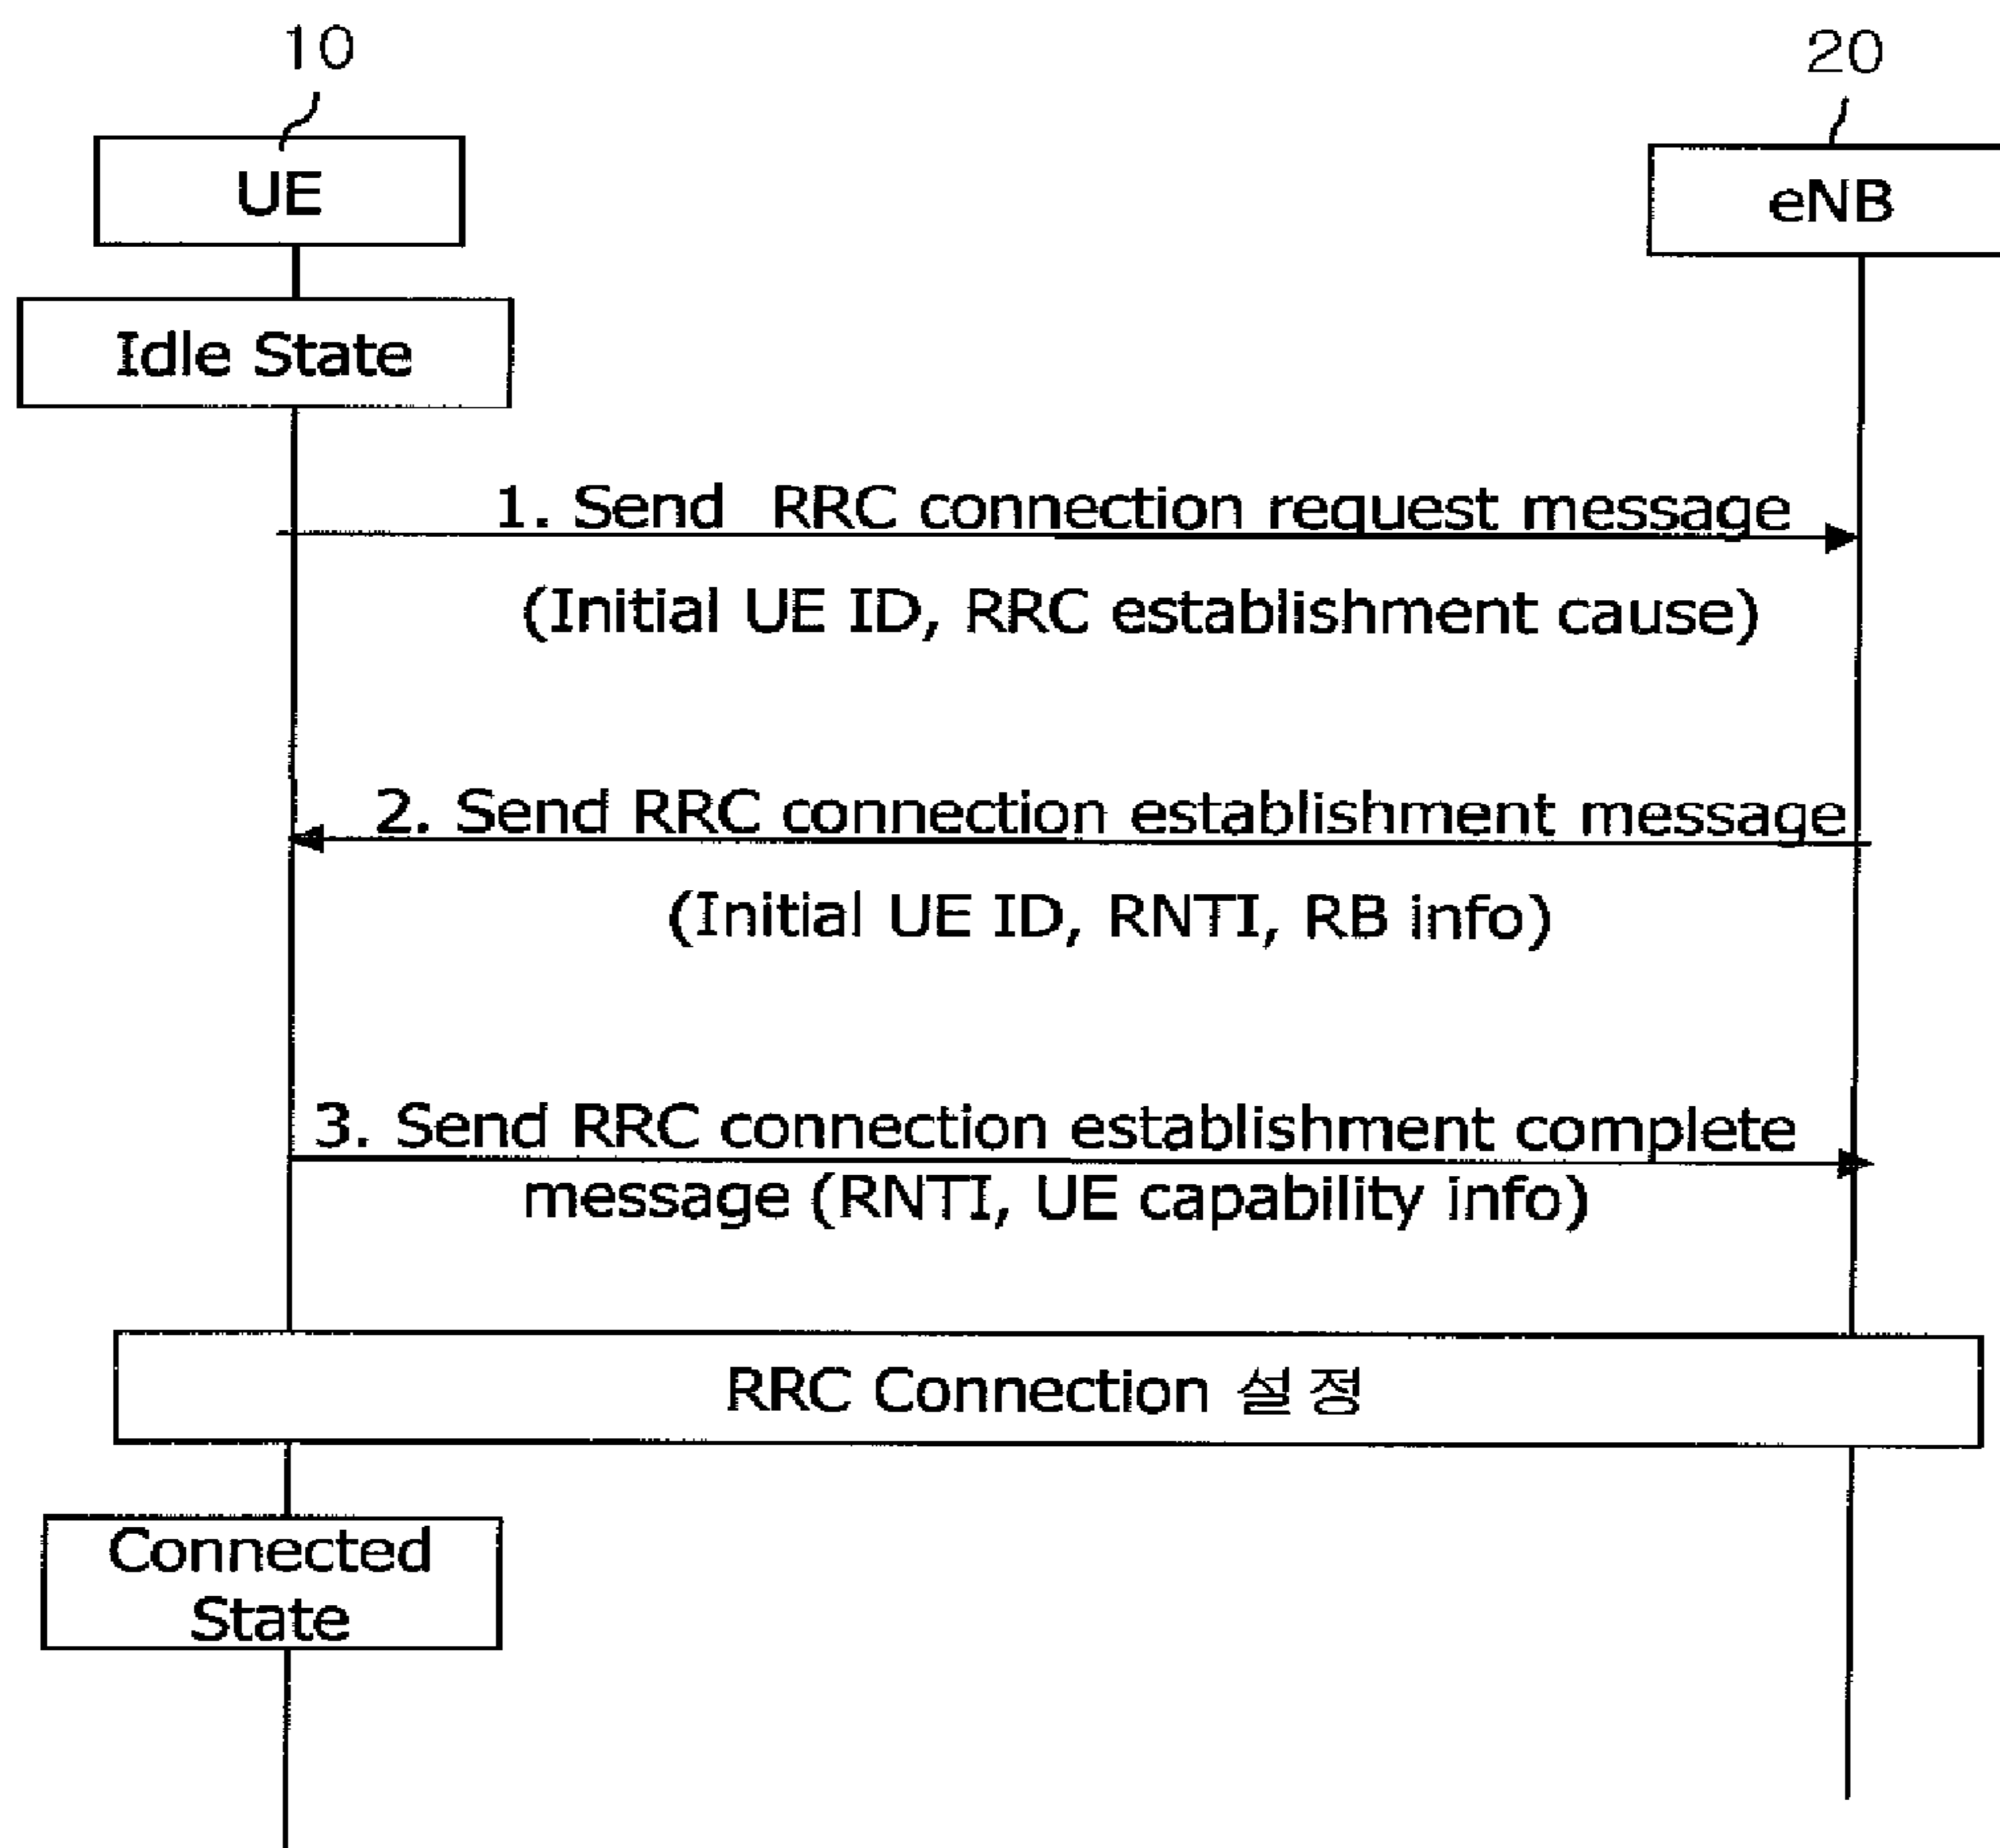 10
20
UE
eNB
Idle State
1. Send RRC connection request message
(Initial UE ID, RRC establishment cause)
2. Send RRC connection establishment message
(Initial UE ID, RNTI, RB info)
3. Send RRC connection establishment complete
message (RNTI, UE capability info)
RRC Connection 설정
Connected
State